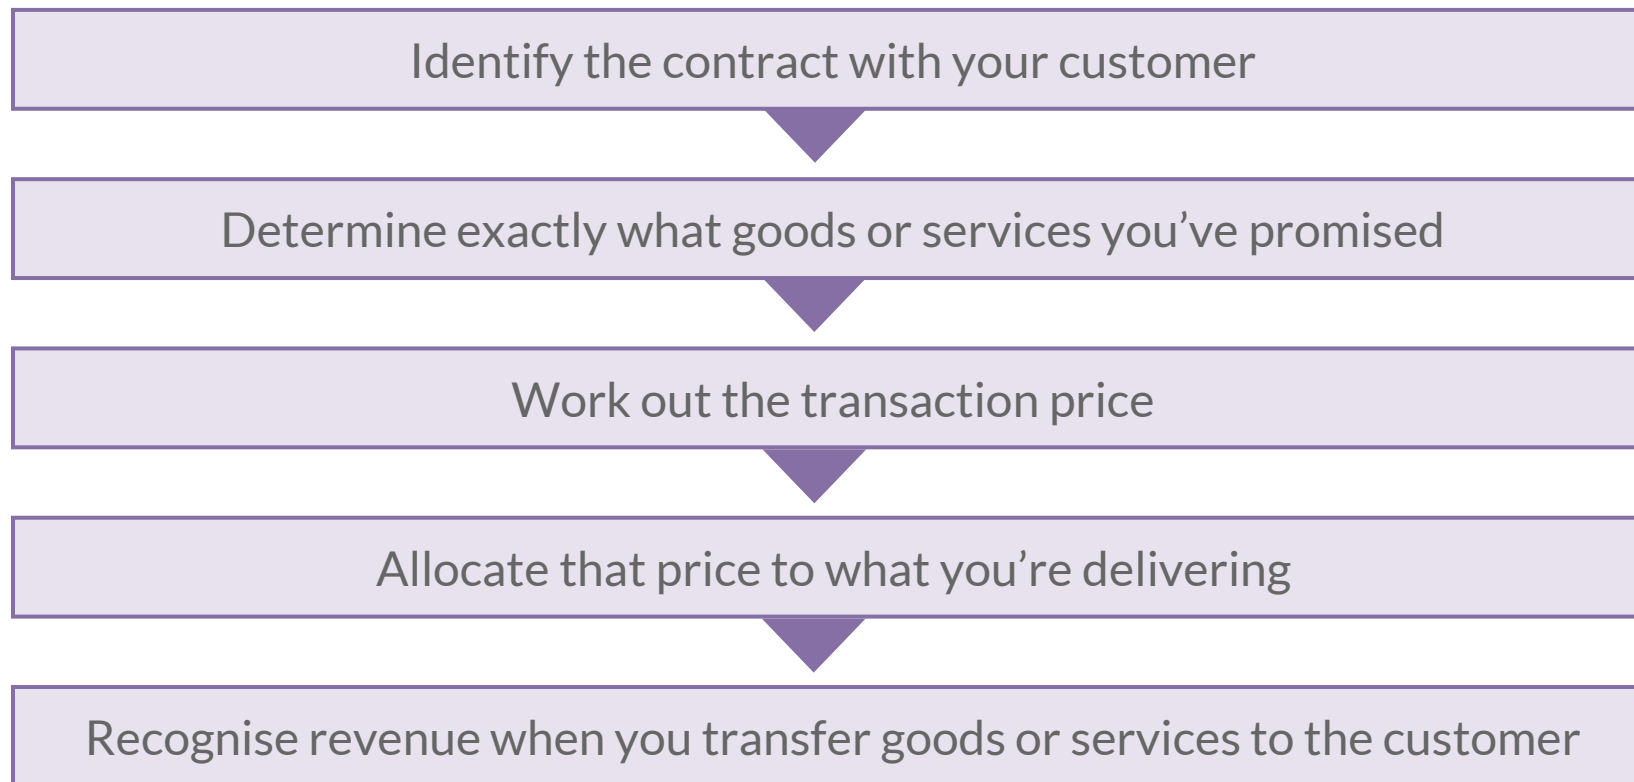 Identify the contract with your customer
Determine exactly what goods or services you’ve promised
Work out the transaction price
Allocate that price to what you’re delivering
Recognise revenue when you transfer goods or services to the customer